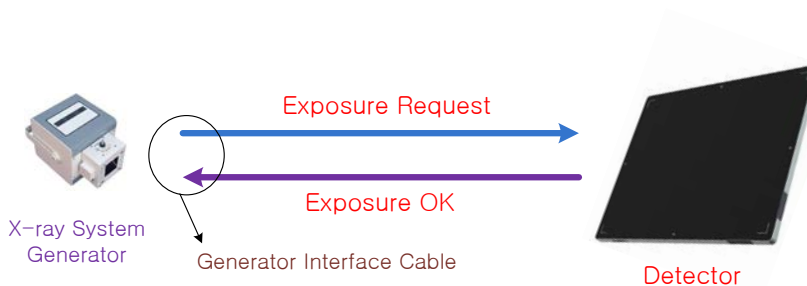 Exposure Request
Exposure OK
X-ray System
Generator
Generator Interface Cable
Detector